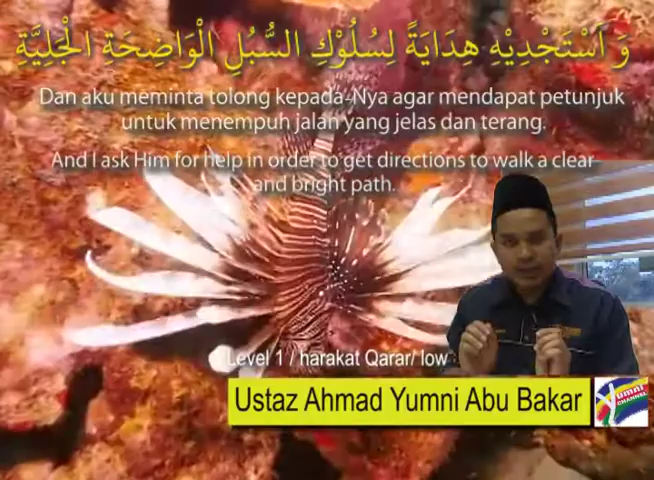 وَ اَسْتَجْدِيْهِ هِدَايَةً لِسُلُوْكِ السُّبُلِ الْوَاضِحَةِ الْجَلِيَّةِ
Dan aku meminta tolong kepada-Nya agar mendapat petunjuk
untuk menempuh jalan yang jelas dan terang.
And I ask Him for help in order to get directions to walk a clear
and bright path.
Level 1 / harakat Qarar/ low
Ustaz Ahmad Yumni Abu Bakar
Yumni
CHANNEL